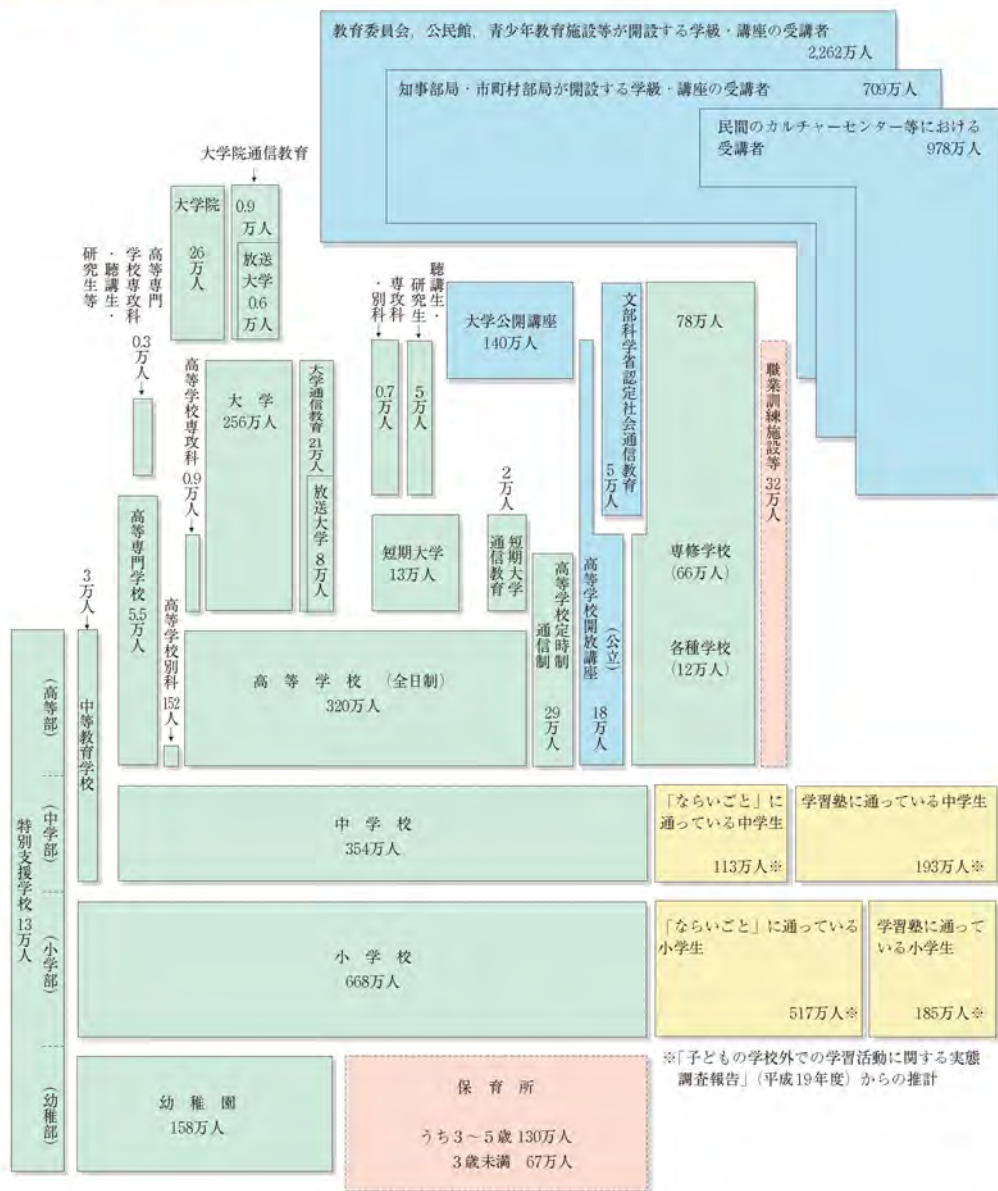 教育委員会,公民館,青少年教育施設等が開設する学級・講座の受講者
2,262万人
知事部局・市町村部局が開設する学級・講座の受講者 709万人
民間のカルチャーセンター等における
受講者 978万人
大学院通信教育
大学院
26
万人
0.9
万人
放送
大学
0.6
万人
高等専門
学校専攻科
・聴講生・
研究生等
0.3
万人
高等学校専攻科
0.9
万人
大学
256万人
大学通信教育 21万人
放送大学 8万人
専攻科
・別科
0.7
万人
聴講生・
研究生
5
万人
大学公開講座
140万人
文部科学省認定社会通信教育
5
万人
78万人
専修学校
(66万人)
各種学校
(12万人)
職業訓練施設等 32万人
高等専門学校 5.5万人
短期大学
13万人
2
万人
短期大学
通信教育
高等学校定時制
通信制
29
万人
高等学校開放講座
(公立)
18
万人
3
万人
中等教育学校
高等学校別科
152
人
高等学校(全日制)
320万人
特別支援学校 13万人
(高等部)
(中学部)
(小学部)
(幼稚部)
中学校
354万人
「ならいごと」に
通っている中学生
113万人※
学習塾に通っている中学生
193万人※
小学校
668万人
「ならいごと」に通っている
小学生
517万人※
学習塾に通って
いる小学生
185万人※
※「子どもの学校外での学習活動に関する実態
調査報告」(平成19年度)からの推計
幼稚園
158万人
保育所
うち3~5歳 130万人
3歳未満 67万人